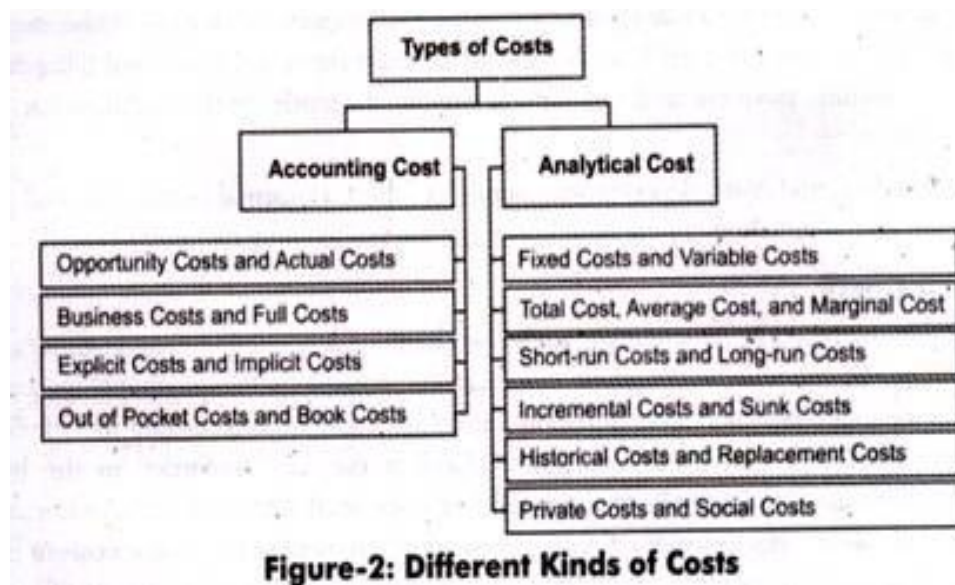 Types of Costs
Accounting Cost
Opportunity Costs and Actual Costs
Business Costs and Full Costs
Explicit Costs and Implicit Costs
Out of Pocket Costs and Book Costs
Analytical Cost
Fixed Costs and Variable Costs
Total Cost, Average Cost, and Marginal Cost
Short-run Costs and Long-run Costs
Incremental Costs and Sunk Costs
Historical Costs and Replacement Costs
Private Costs and Social Costs
Figure-2: Different Kinds of Costs